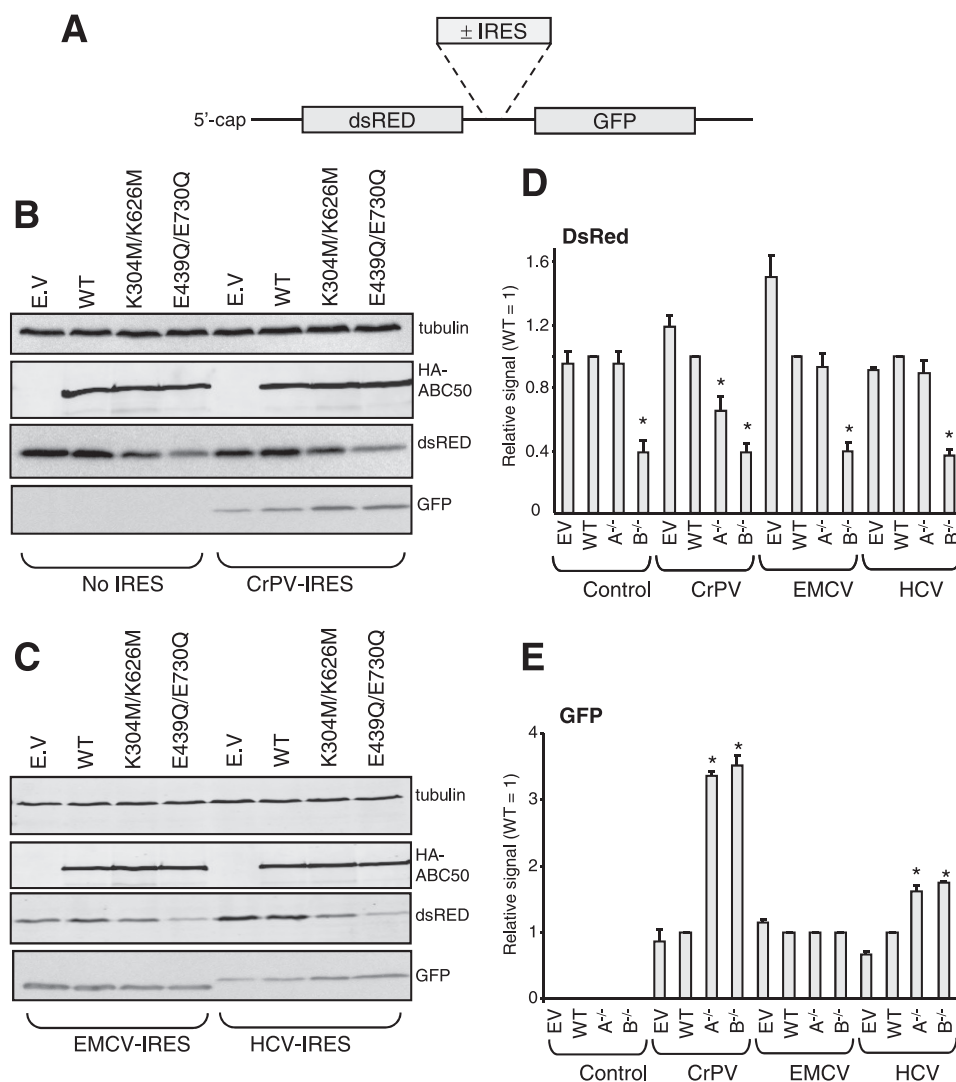 A
± IRES
5'-cap
dsRED
GFP
B
E.V
WT
K304M/K626M
E439Q/E730Q
E.V
WT
K304M/K626M
E439Q/E730Q
tubulin
HA-
ABC50
dsRED
GFP
No IRES
CrPV-IRES
C
E.V
WT
K304M/K626M
E439Q/E730Q
E.V
WT
K304M/K626M
E439Q/E730Q
tubulin
HA-
ABC50
dsRED
GFP
EMCV-IRES
HCV-IRES
D
DsRed
Relative signal (WT = 1)
1.6
1.2
0.8
0.4
0
* * * * *
EV WT A-/- B-/- EV WT A-/- B-/- EV WT A-/- B-/- EV WT A-/- R-/-
Control CrPV EMCV HCV
E
GFP
Relative signal (WT = 1)
4
3
2
1
0
* * * *
EV WT A-/- B-/- EV WT A-/- B-/- EV WT A-/- B-/- EV WT A-/- B-/-
Control CrPV EMCV HCV